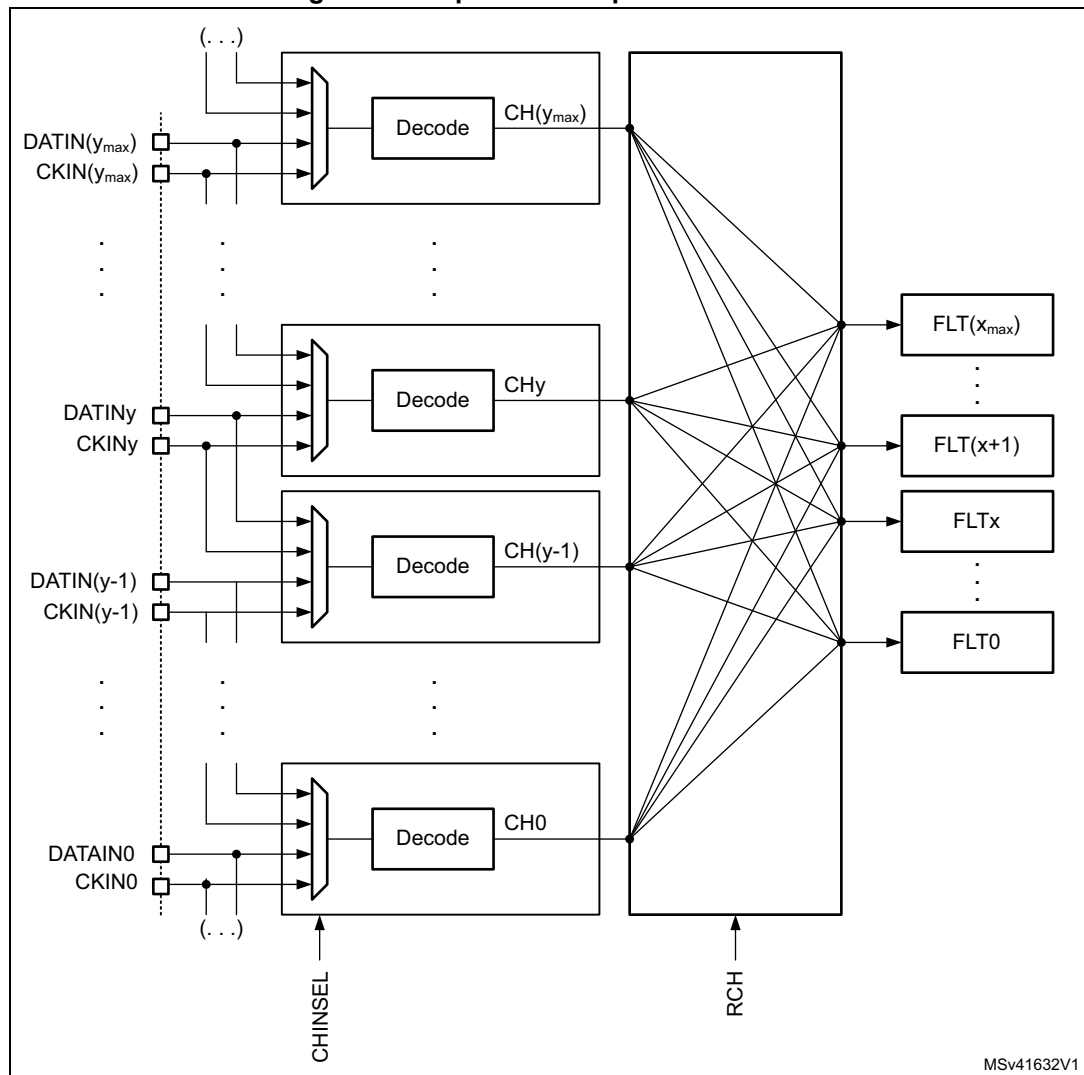 (. . .)
CH(ymax)
Decode
DATIN(ymax)
CKIN(ymax)
FLT(xmax)
CHy
Decode
DATINy
CKINy
FLT(x+1)
FLTx
CH(y-1)
Decode
DATIN(y-1)
CKIN(y-1)
FLT0
CH0
Decode
DATAIN0
CKIN0
(. . .)
CHINSEL
RCH
MSv41632V1